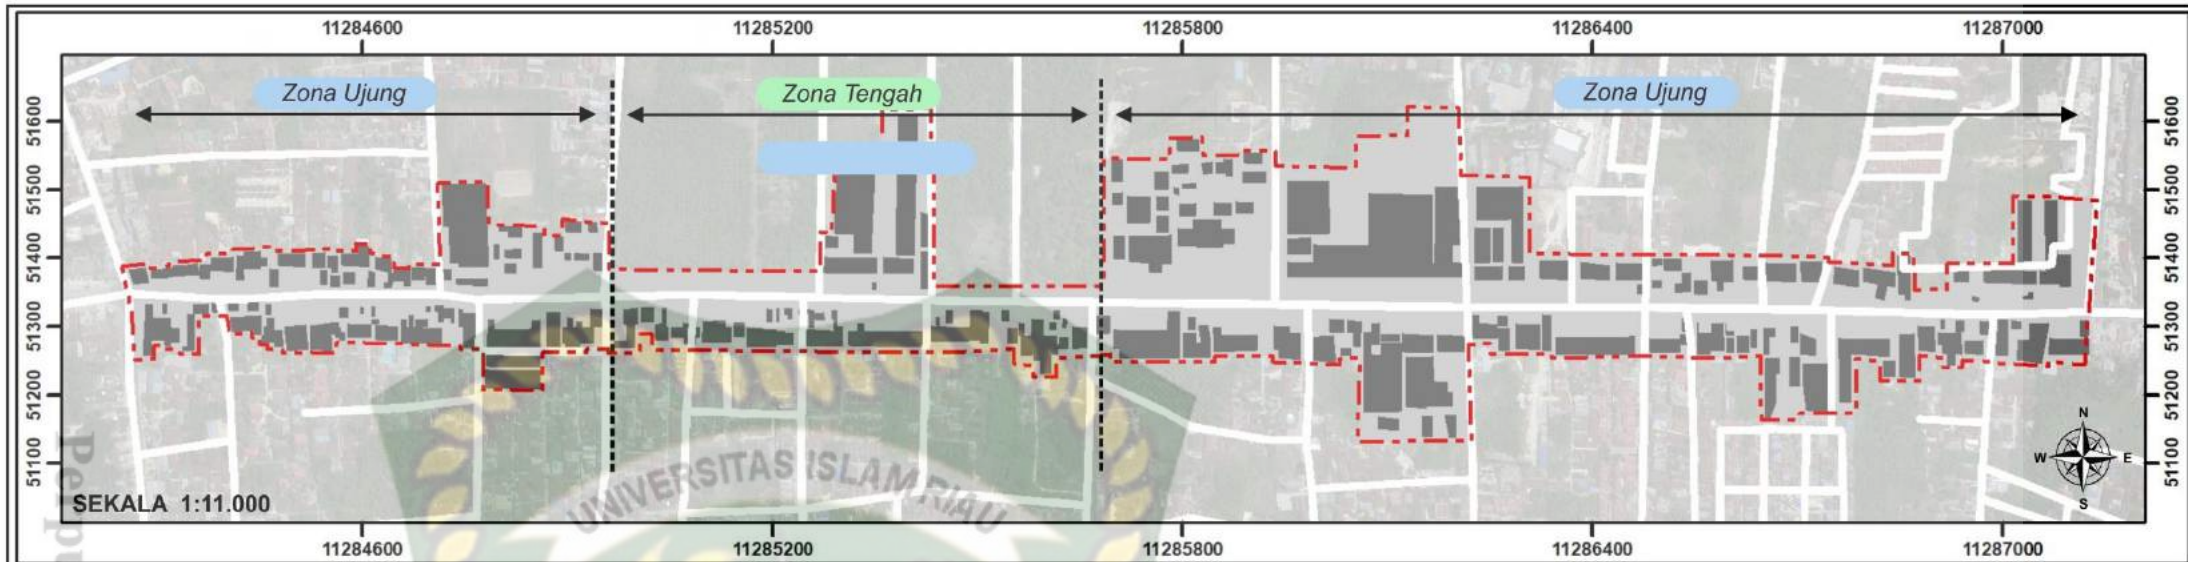 11284600 11285200 11285800 11286400 11287000
Zona Ujung Zona Tengah Zona Ujung
51600 51600
51500 51500
51400 51400
51300 51300
51200 51200
51100 51100
N
W E
S
SEKALA 1:11.000
UNIVERSITAS ISLAM RIAU
Perpu
11284600 11285200 11285800 11286400 11287000